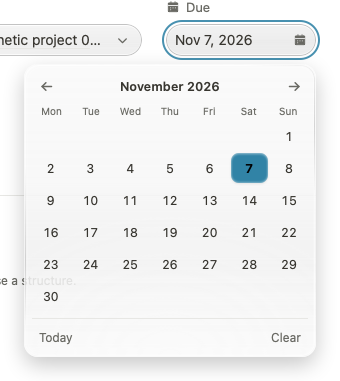 Due
netic project 0...
Nov 7, 2026
November 2026
Mon Tue Wed Thu Fri Sat Sun
1
2 3 4 5 6 7 8
9 10 11 12 13 14 15
16 17 18 19 20 21 22
23 24 25 26 27 28 29
se a structure.
30
Today Clear